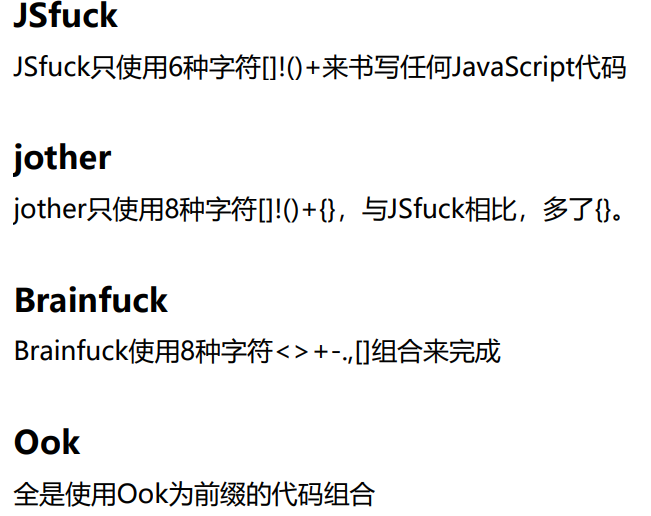 JSfuck
JSfuck只使用6种字符[]!()+来书写任何JavaScript代码
jother
jother只使用8种字符[]!()+{}，与JSfuck相比，多了{}。
Brainfuck
Brainfuck使用8种字符<>+-.,[]组合来完成
Ook
全是使用Ook为前缀的代码组合